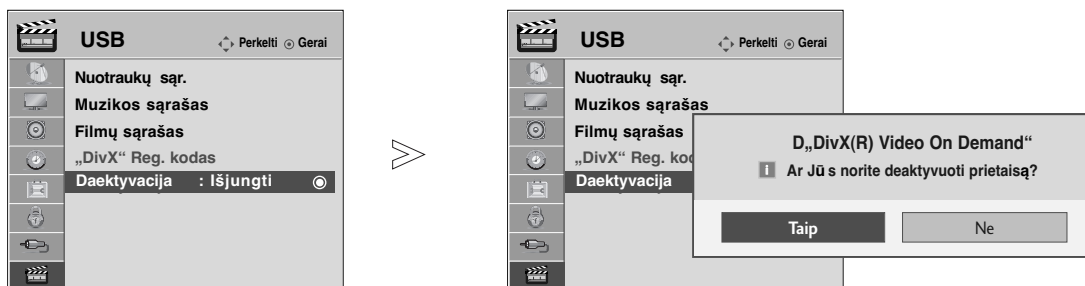 USB
Perkelti Gerai
Nuotraukų sąr.
Muzikos sąrašas
Filmų sąrašas
„DivX“ Reg. kodas
Daektyvacija : Išjungti
USB
Perkelti Gerai
Nuotraukų sąr.
Muzikos sąrašas
Filmų sąrašas
„DivX“ Reg. kod
Daektyvacija
D„DivX(R) Video On Demand“
Ar Jū s norite deaktyvuoti prietaisą?
Taip Ne